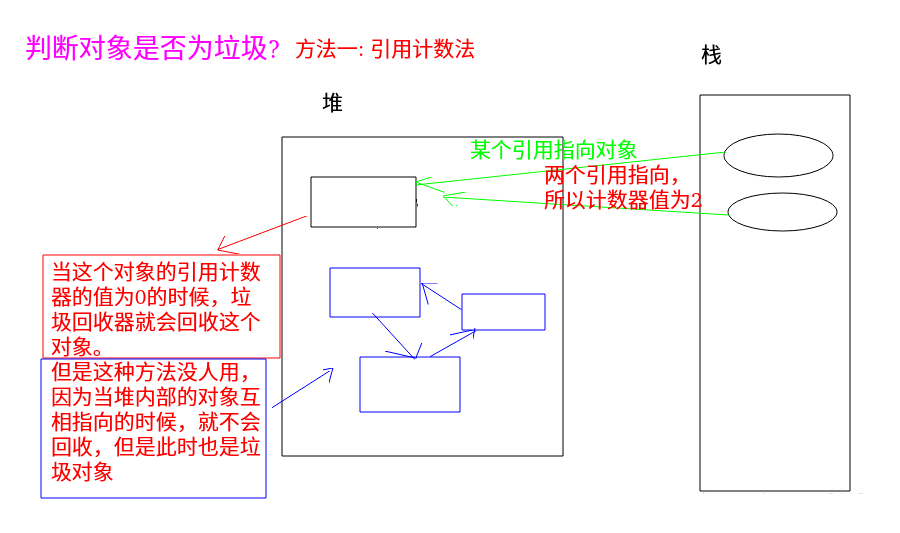 判断对象是否为垃圾?
方法一: 引用计数法
栈
堆
某个引用指向对象
两个引用指向，
所以计数器值为2
当这个对象的引用计数
器的值为0的时候，垃
圾回收器就会回收这个
对象。
但是这种方法没人用，
因为当堆内部的对象互
相指向的时候，就不会
回收，但是此时也是垃
圾对象